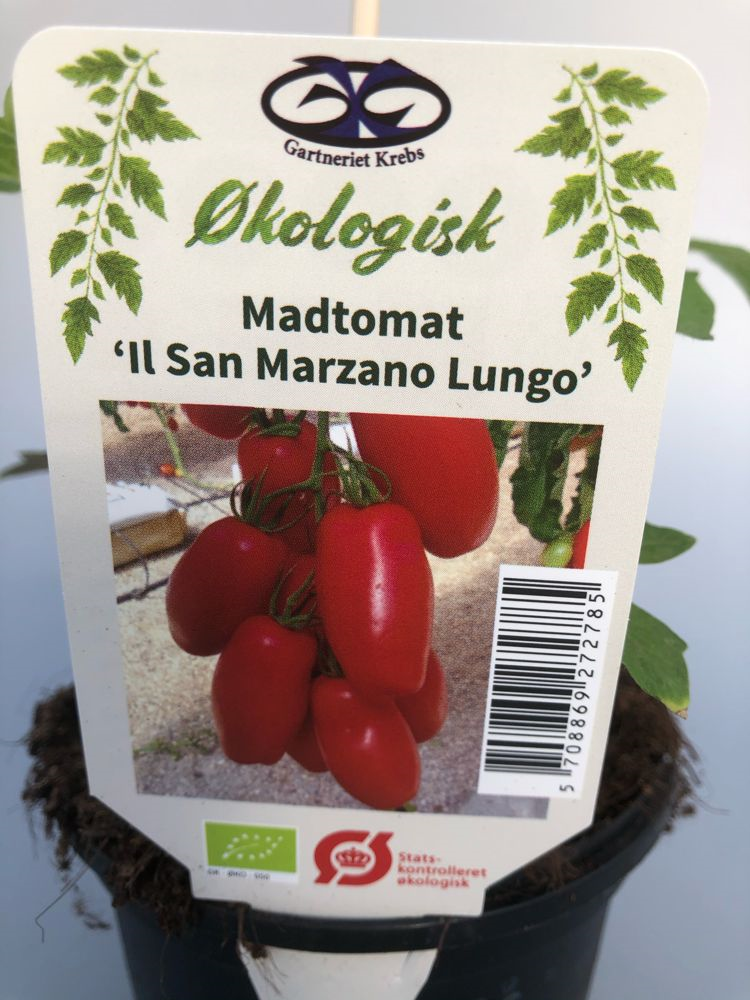 Gartneriet Krebs
Økologisk
Madtomat
‘Il San Marzano Lungo’
5 708869 272785
Stats-
kontrolleret
økologisk